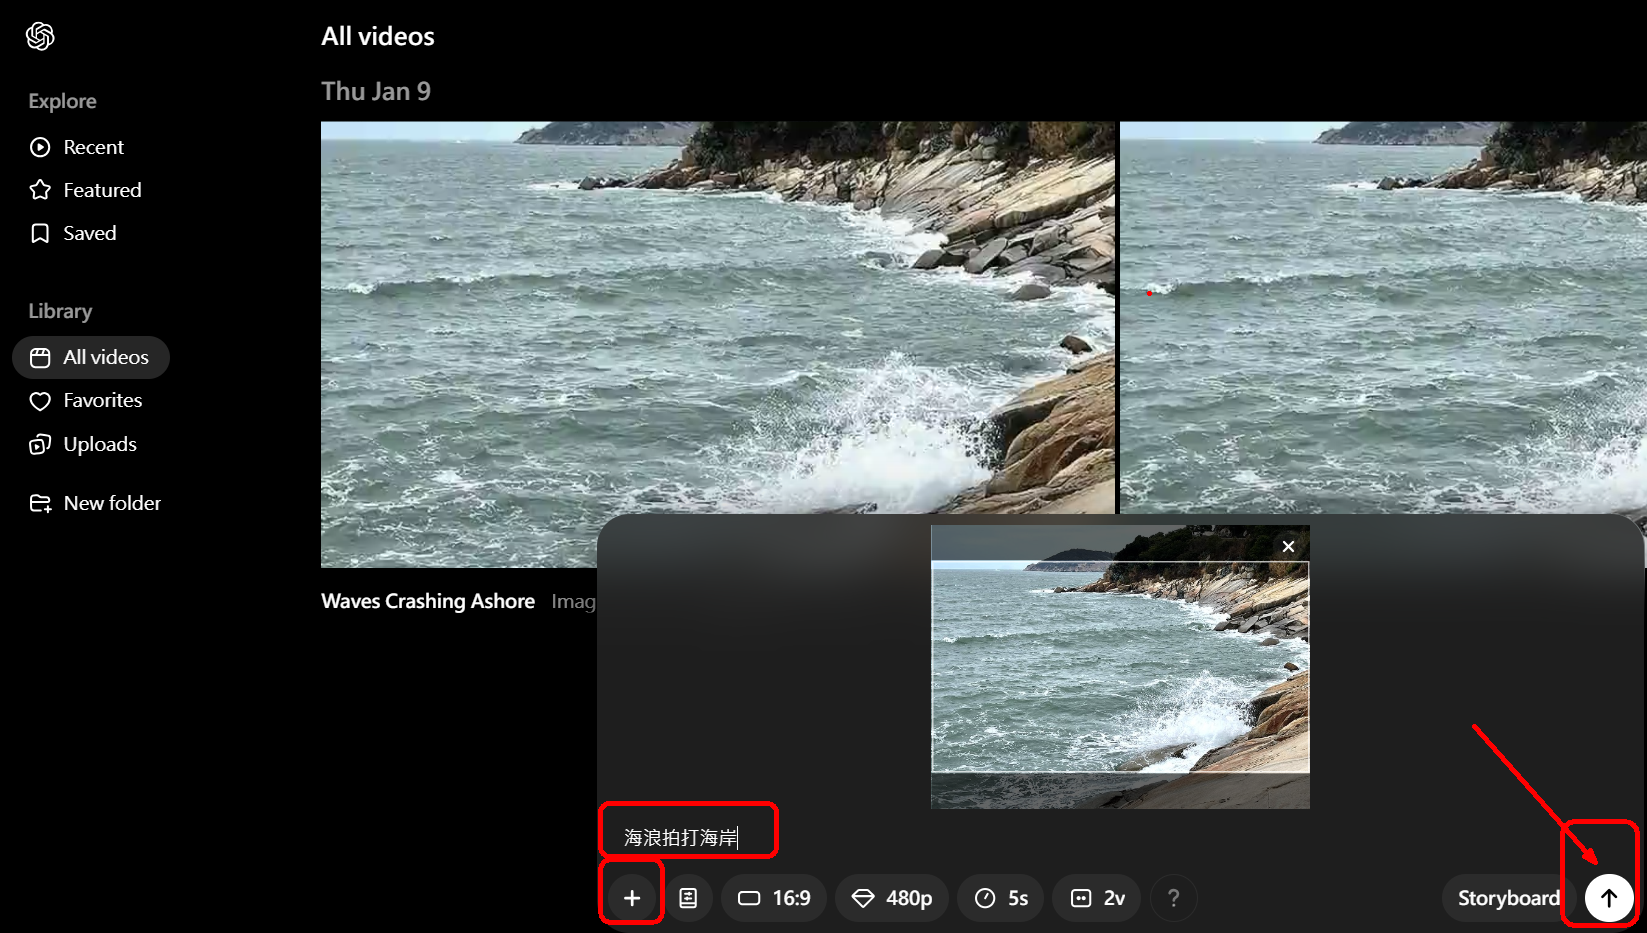 All videos
Thu Jan 9
Explore
Recent
Featured
Saved
Library
All videos
Favorites
Uploads
New folder
Waves Crashing Ashore Imag
海浪拍打海岸
16:9 480p 5s 2v ? Storyboard